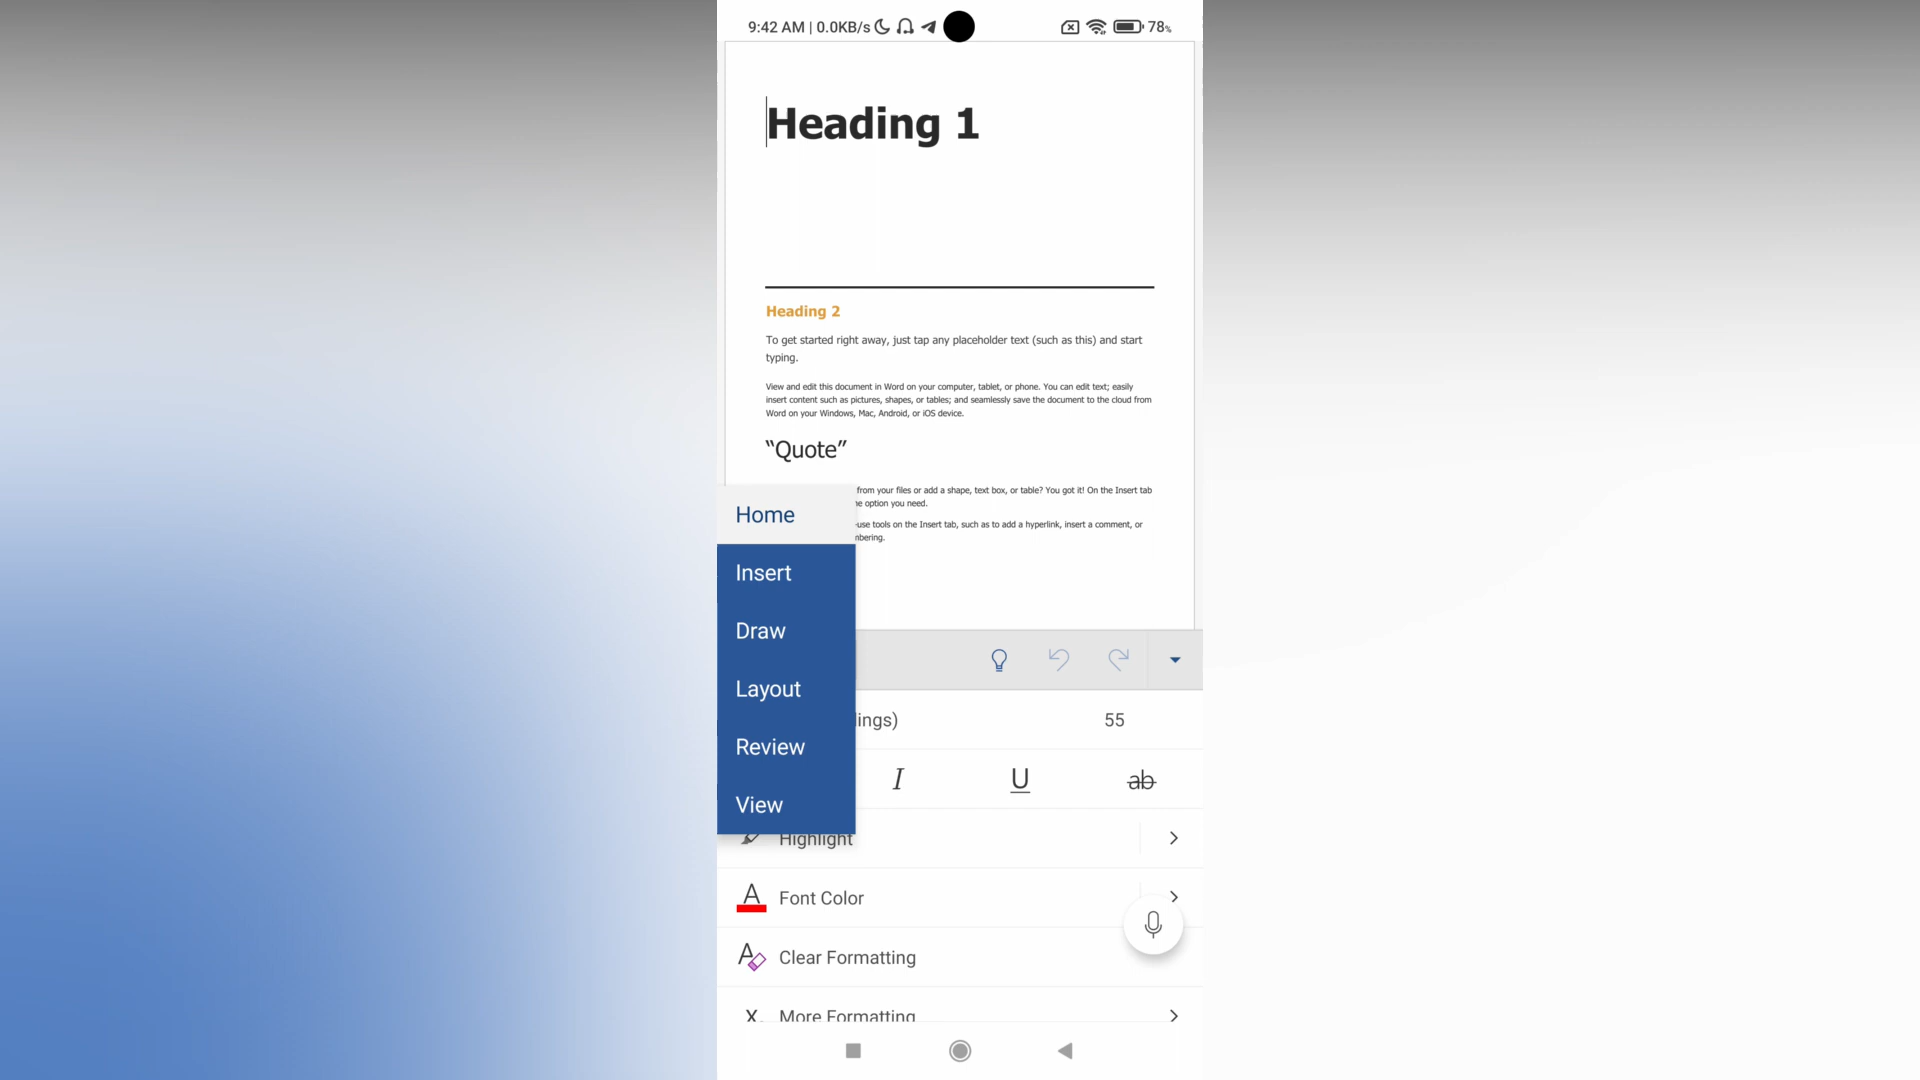 9:42 AM | 0.0KB/s 78%
Heading 1
Heading 2
To get started right away, just tap any placeholder text (such as this) and start
typing.
View and edit this document in Word on your computer, tablet, or phone. You can edit text; easily
insert content such as pictures, shapes, or tables; and seamlessly save the document to the cloud from
Word on your Windows, Mac, Android, or iOS device.
“Quote”
from your files or add a shape, text box, or table? You got it! On the Insert tab
option you need.
use tools on the Insert tab, such as to add a hyperlink, insert a comment, or
Home
Insert
Draw
Layout
Review
View
ings) 55
I U ab
Highlight
A Font Color
A Clear Formatting
X More Formatting